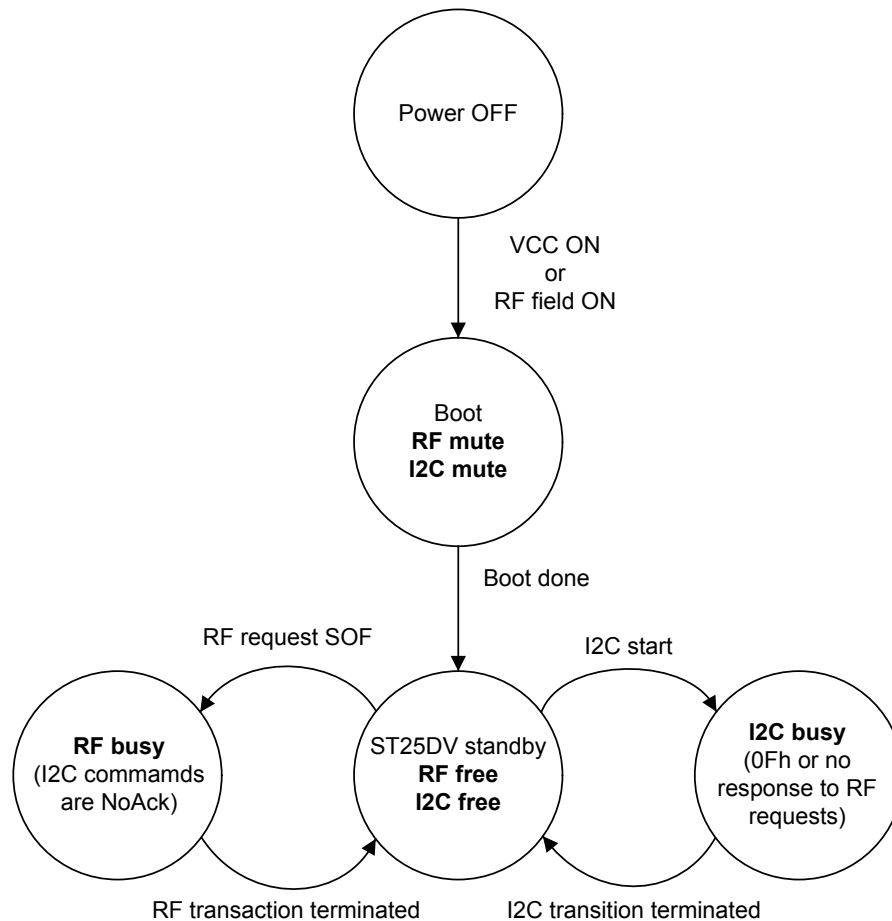 Power OFF
VCC ON
or
RF field ON
Boot
RF mute
I2C mute
Boot done
RF request SOF
I2C start
RF busy
(I2C commamds
are NoAck)
ST25DV standby
RF free
I2C free
I2C busy
(0Fh or no
response to RF
requests)
RF transaction terminated
I2C transition terminated